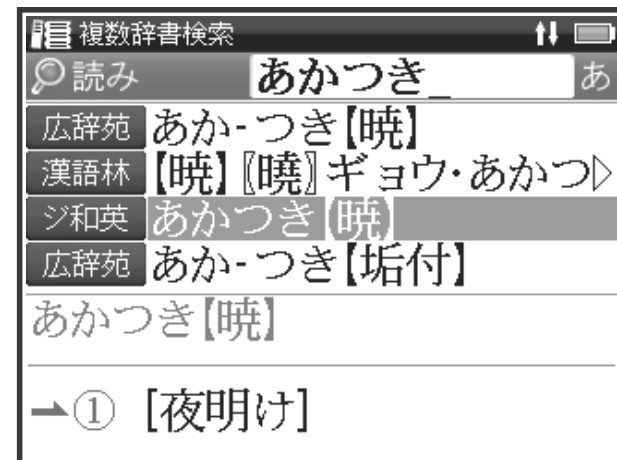 複数辞書検索
読み あかつき_ あ
広辞苑 あか‐つき【暁】
漢語林 【暁】〖曉〗ギョウ・あかつ▷
ジ和英 あかつき【暁】
広辞苑 あか‐つき【垢付】
あかつき【暁】
➡① [夜明け]